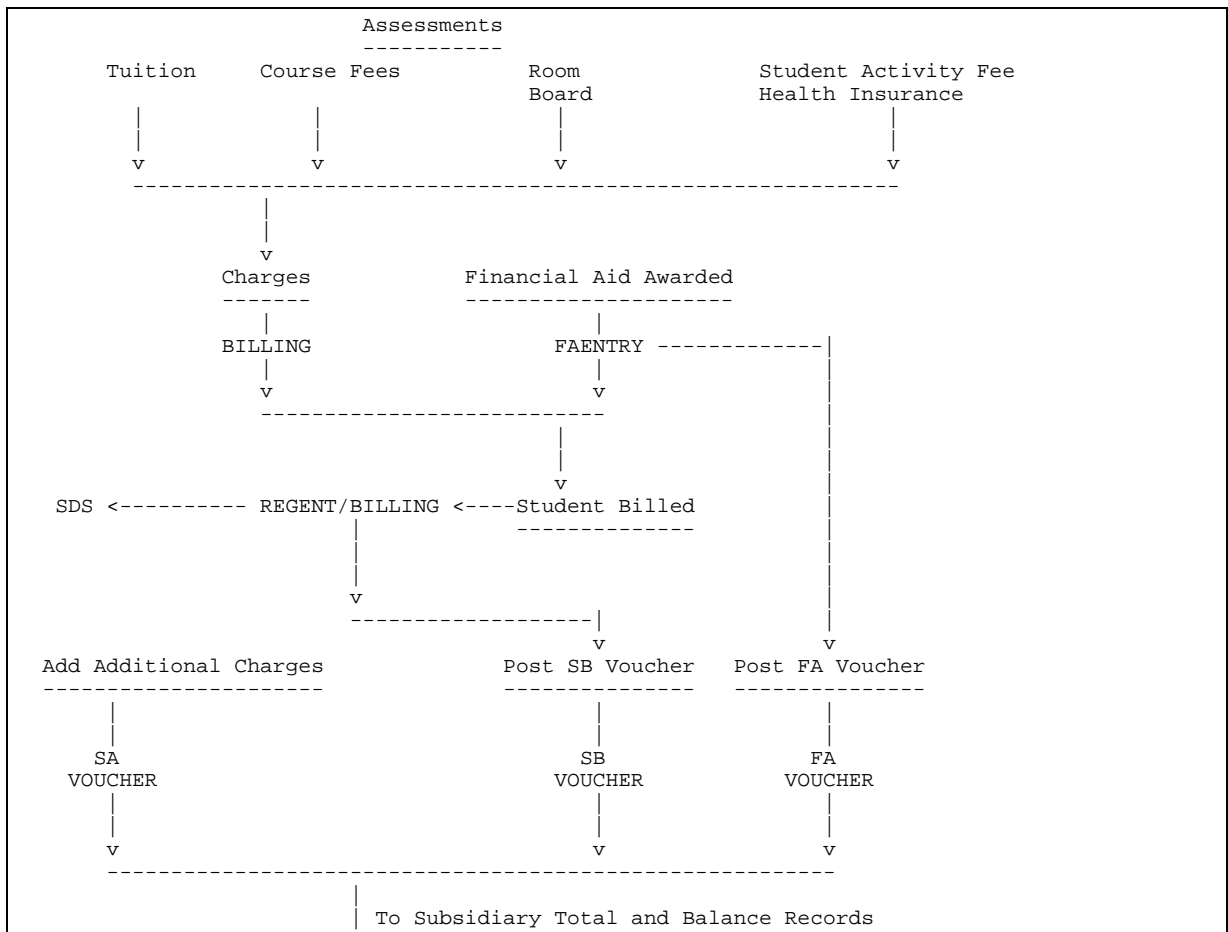 Assessments
Tuition Course Fees Room Student Activity Fee
Board Health Insurance
Charges Financial Aid Awarded
BILLING FAENTRY
SDS <---------- REGENT/BILLING <----Student Billed
Add Additional Charges Post SB Voucher Post FA Voucher
SA SB FA
VOUCHER VOUCHER VOUCHER
To Subsidiary Total and Balance Records